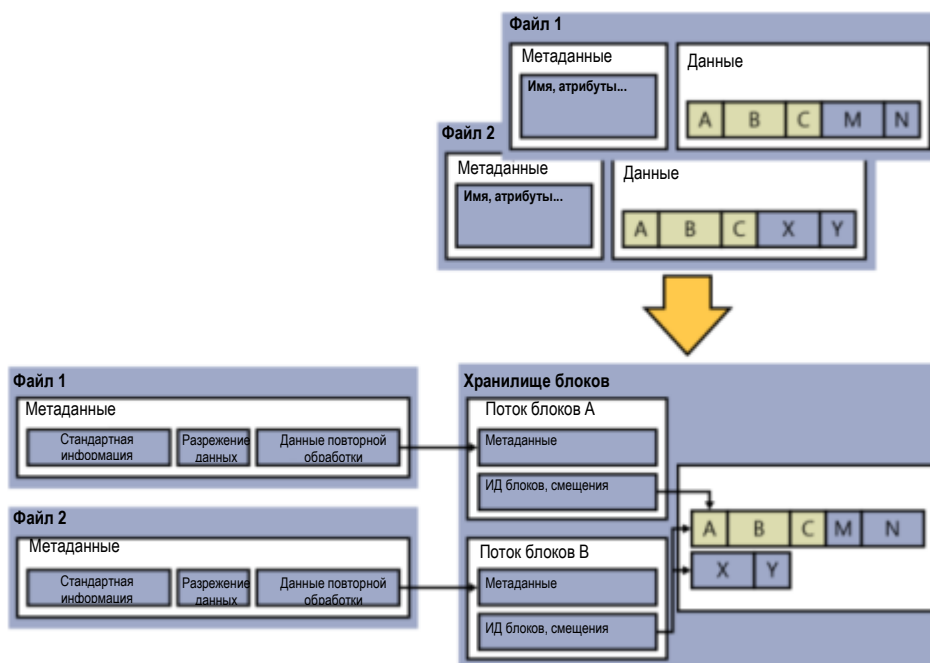 Файл 1
Метаданные
Данные
Имя, атрибуты...
A B C M N
Файл 2
Метаданные
Данные
Имя, атрибуты...
A B C X Y
Файл 1
Метаданные
Стандартная
информация
Разрежение
данных
Данные повторной
обработки
Файл 2
Метаданные
Стандартная
информация
Разрежение
данных
Данные повторной
обработки
Хранилище блоков
Поток блоков A
Метаданные
ИД блоков, смещения
A B C M N
X Y
Поток блоков B
Метаданные
ИД блоков, смещения